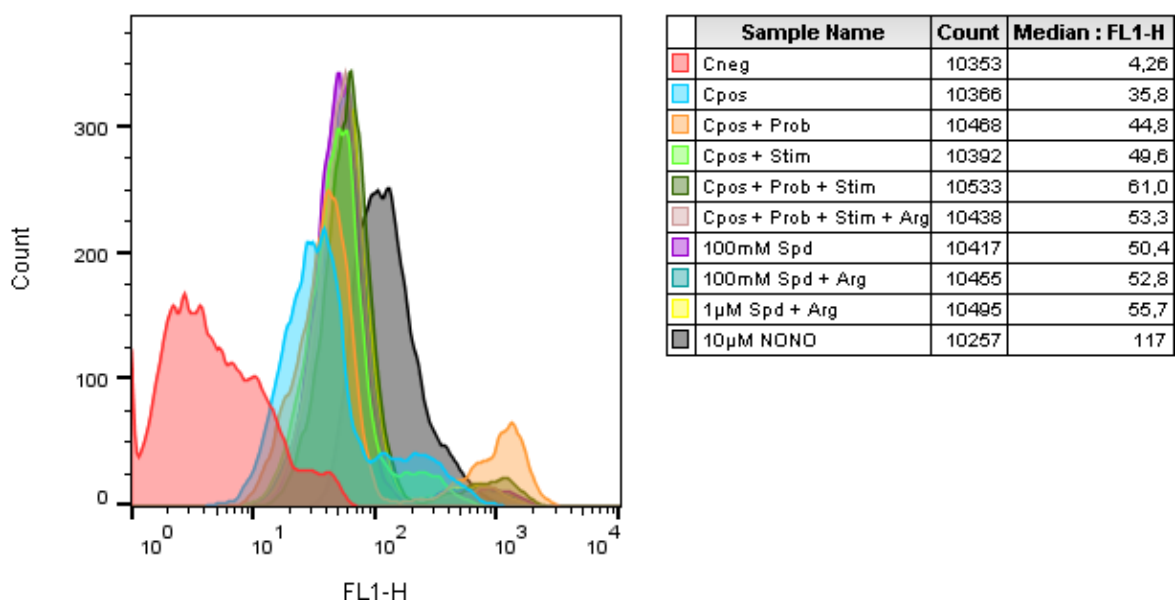 300
200
100
0
Count
10^0 10^1 10^2 10^3 10^4
FL1-H
Sample Name Count Median : FL1-H
Cneg 10353 4,26
Cpos 10366 35,8
Cpos + Prob 10468 44,8
Cpos + Stim 10392 49,6
Cpos + Prob + Stim 10533 61,0
Cpos + Prob + Stim + Arg 10438 53,3
100mM Spd 10417 50,4
100mM Spd + Arg 10455 52,8
1µM Spd + Arg 10495 55,7
10µM NONO 10257 117